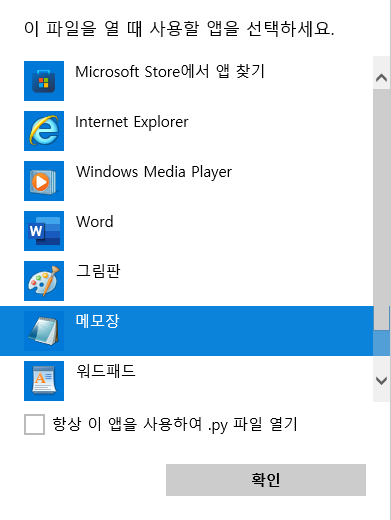 이 파일을 열 때 사용할 앱을 선택하세요.
Microsoft Store에서 앱 찾기
Internet Explorer
Windows Media Player
Word
그림판
메모장
워드패드
항상 이 앱을 사용하여 .py 파일 열기
확인